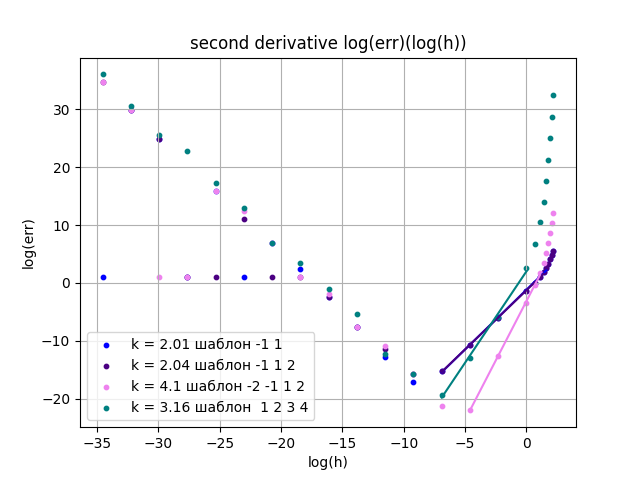 second derivative log(err)(log(h))
log(err)
30
20
10
0
−10
−20
k = 2.01 шаблон -1 1
k = 2.04 шаблон -1 1 2
k = 4.1 шаблон -2 -1 1 2
k = 3.16 шаблон  1 2 3 4
−35 −30 −25 −20 −15 −10 −5 0
log(h)